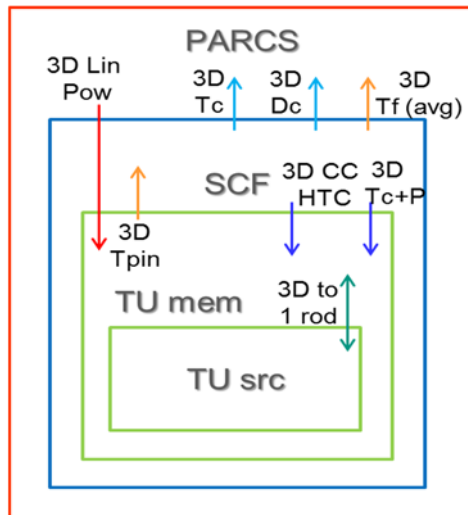 PARCS
3D Lin
Pow
3D
Tc
3D
Dc
3D
Tf (avg)
SCF
3D CC
HTC
3D
Tc+P
3D
Tpin
TU mem
3D to
1 rod
TU src